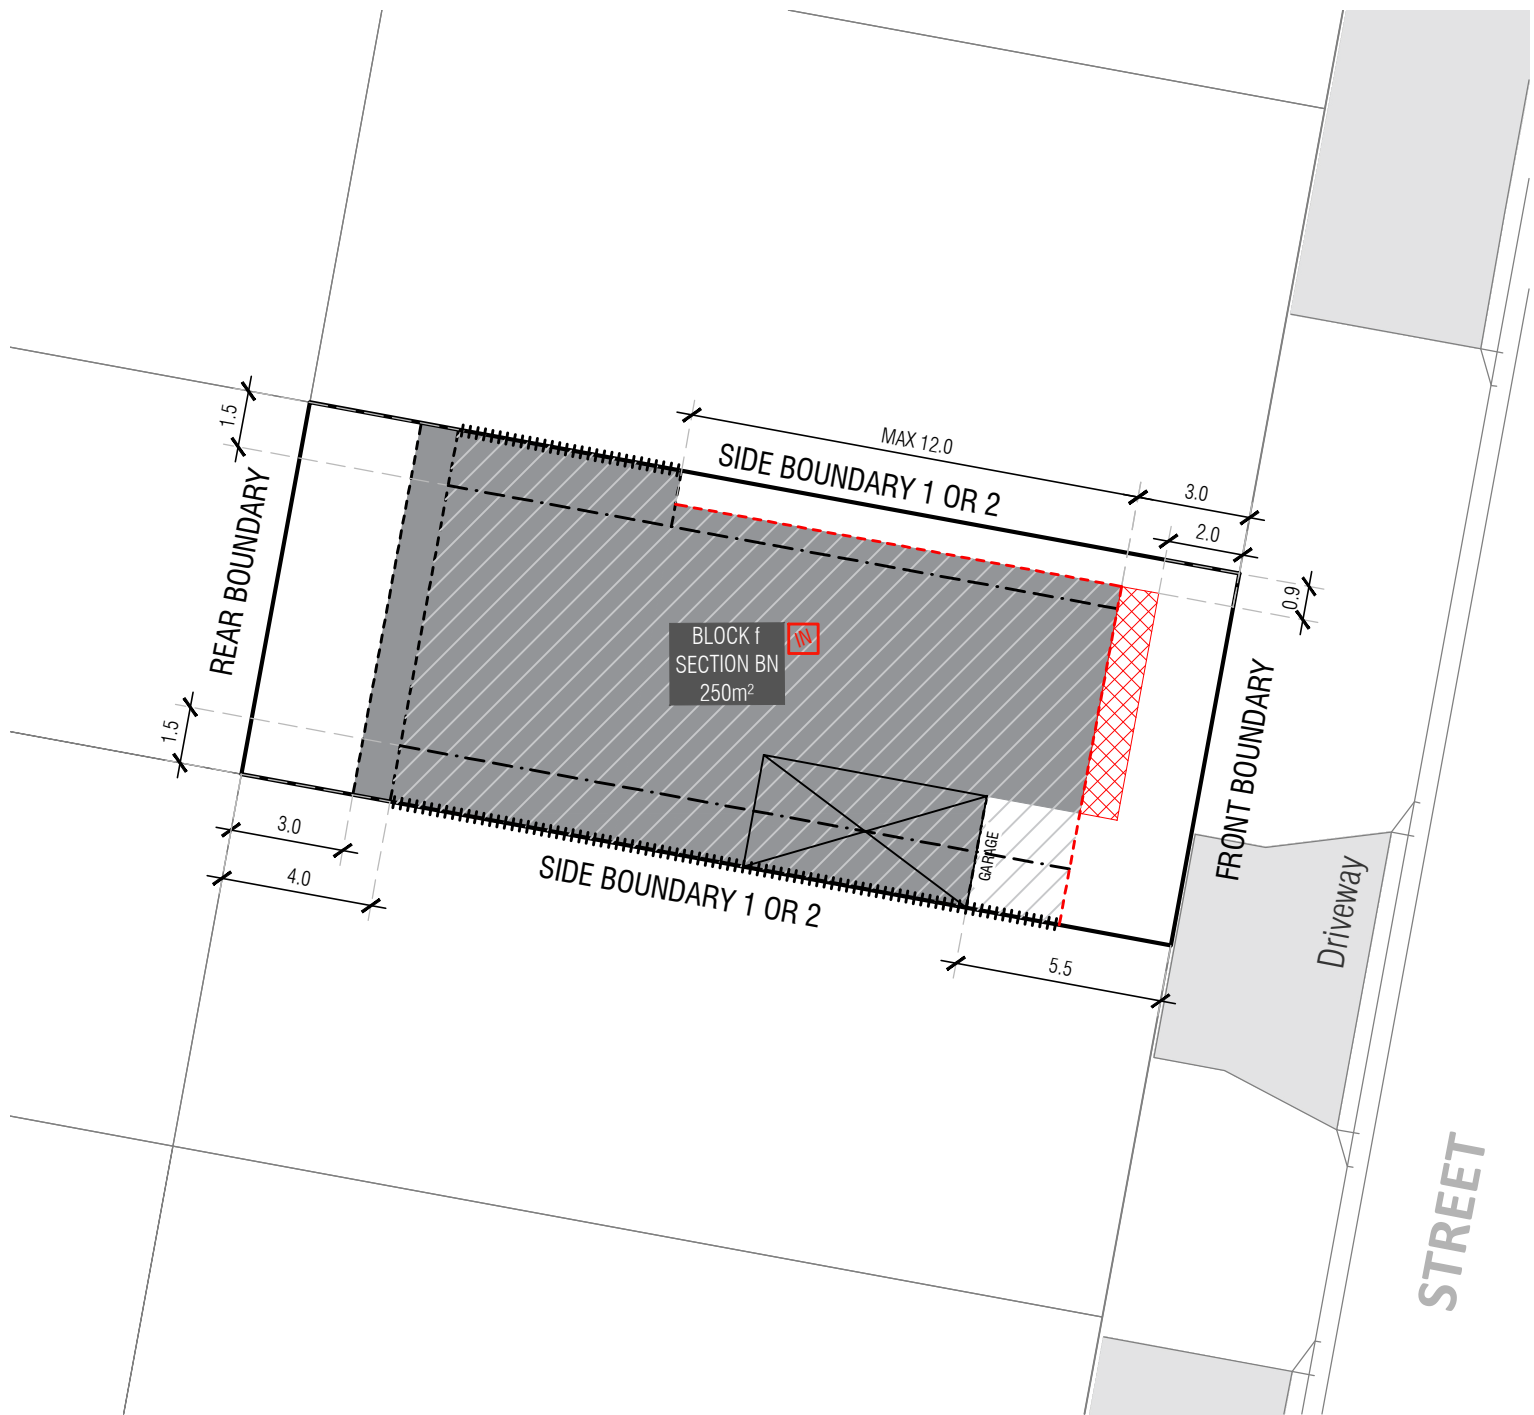 1.5
MAX 12.0
SIDE BOUNDARY 1 OR 2
3.0
2.0
0.9
REAR BOUNDARY
BLOCK f
SECTION BN
250m²
IN
1.5
FRONT BOUNDARY
GARAGE
3.0
4.0
SIDE BOUNDARY 1 OR 2
5.5
Driveway
STREET